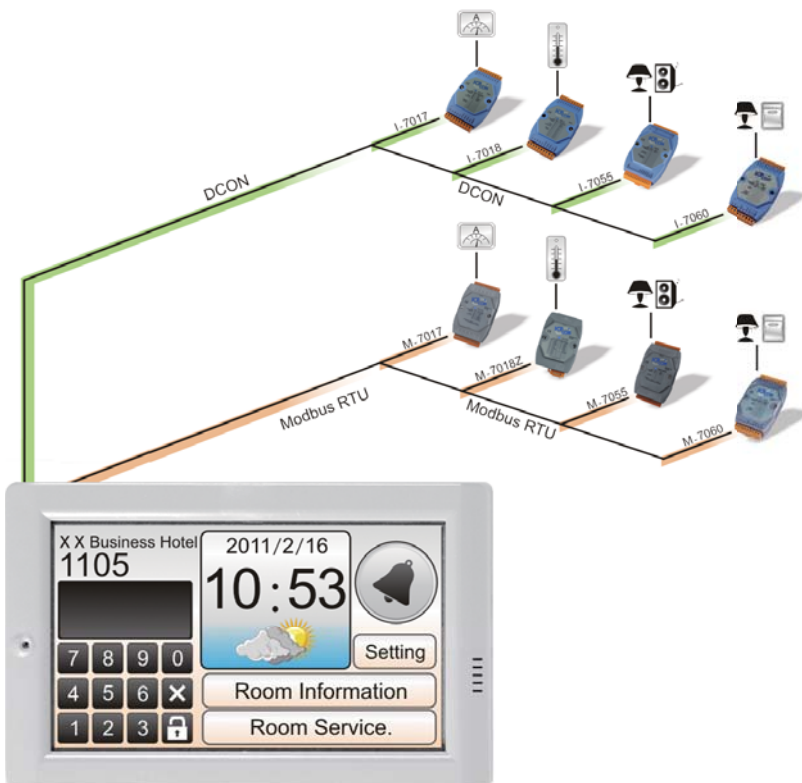 A
I-7017
I-7018
I-7055
I-7060
DCON
DCON
A
M-7017
M-7018Z
M-7055
M-7060
Modbus RTU
Modbus RTU
X X Business Hotel
1105
2011/2/16
10:53
7 8 9 0
4 5 6 X
1 2 3
Setting
Room Information
Room Service.